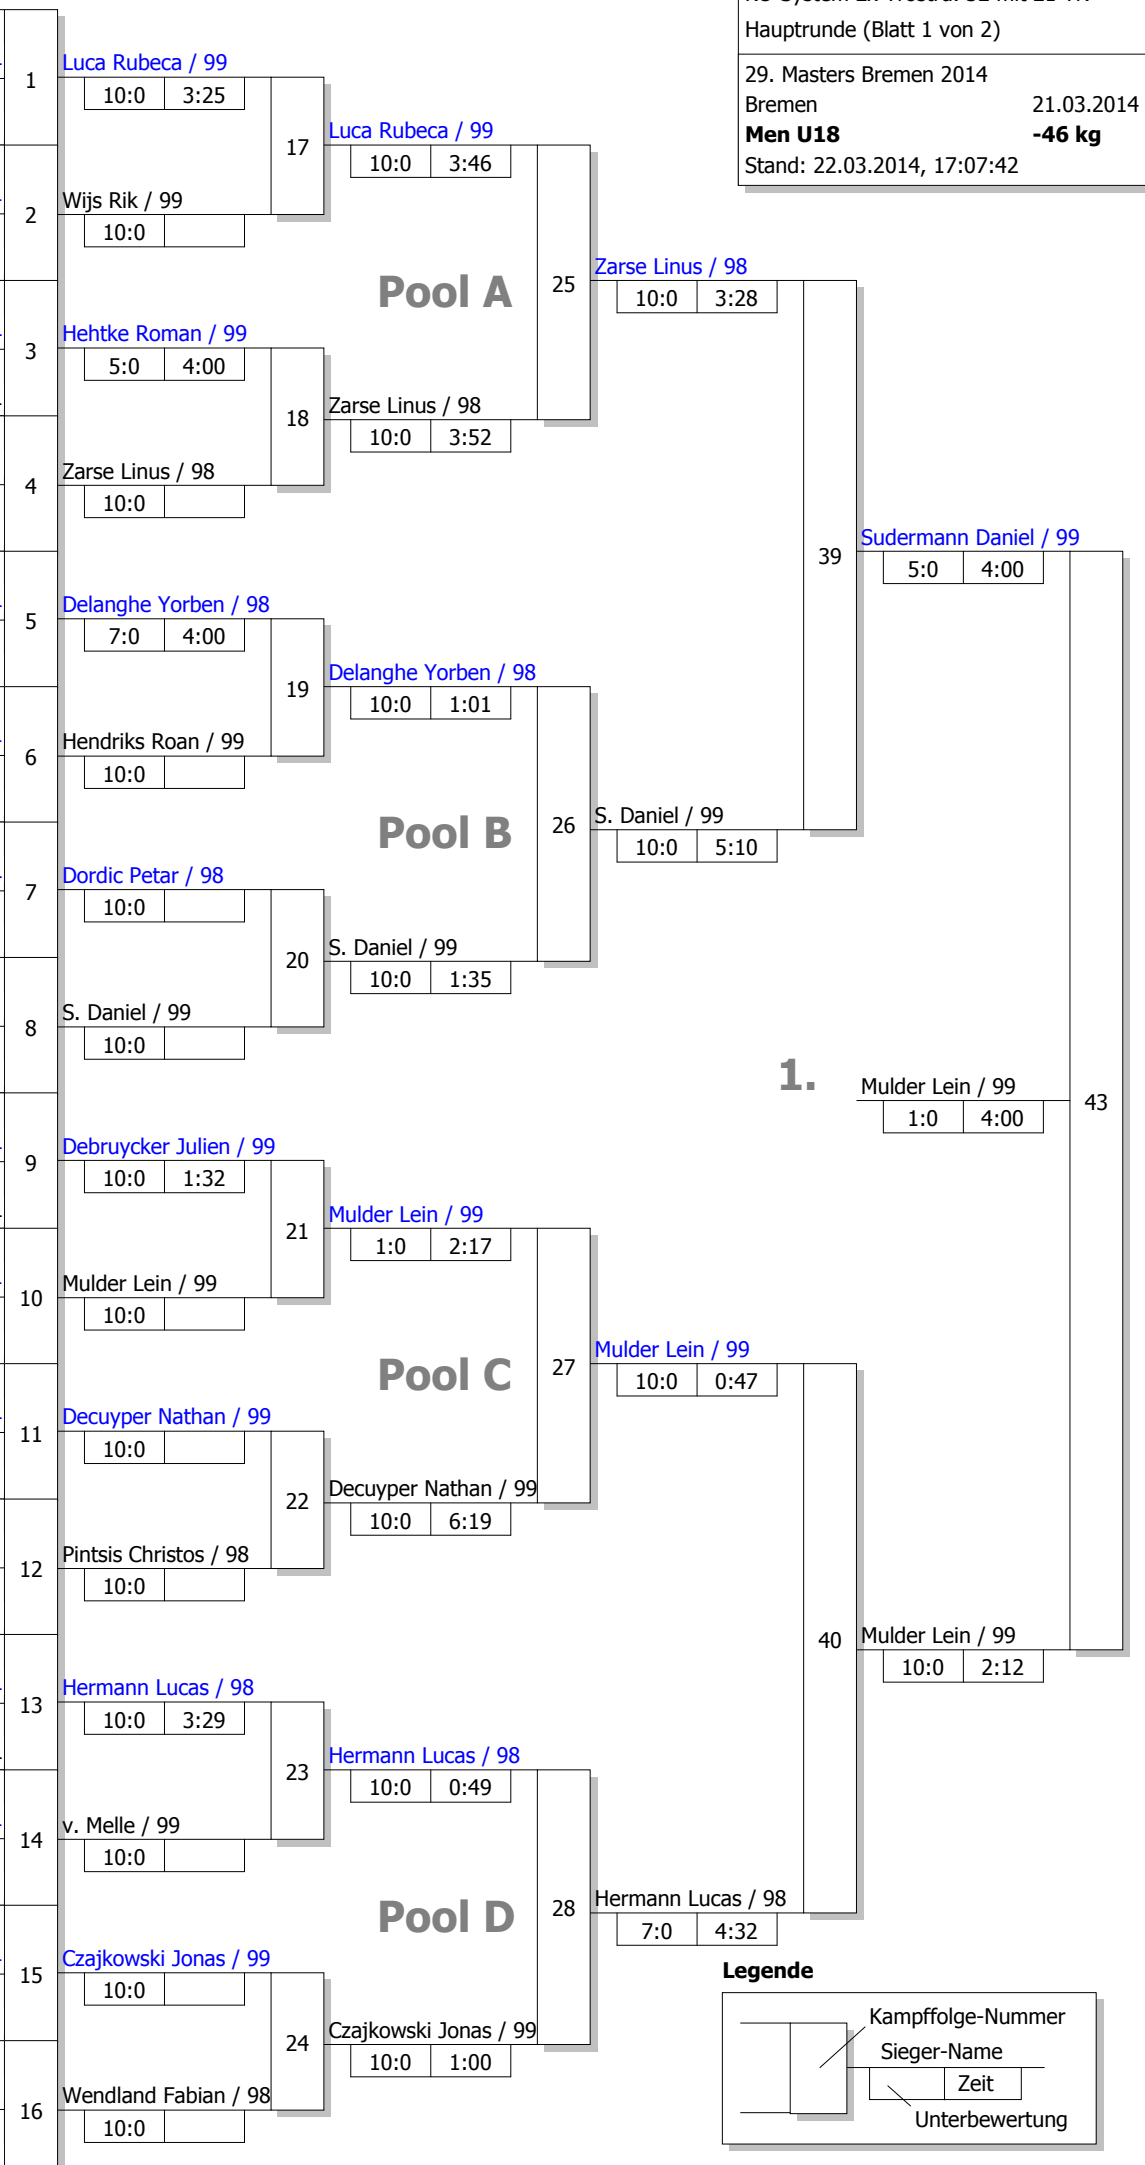 Hauptrunde (Blatt 1 von 2)
29. Masters Bremen 2014
Bremen 21.03.2014
Men U18 -46 kg
Stand: 22.03.2014, 17:07:42
1
Luca Rubeca / 99
10:0 3:25
17
Luca Rubeca / 99
10:0 3:46
2
Wijs Rik / 99
10:0
Pool A
25
Zarse Linus / 98
10:0 3:28
3
Hehtke Roman / 99
5:0 4:00
18
Zarse Linus / 98
10:0 3:52
4
Zarse Linus / 98
10:0
39
Sudermann Daniel / 99
5:0 4:00
5
Delanghe Yorben / 98
7:0 4:00
19
Delanghe Yorben / 98
10:0 1:01
6
Hendriks Roan / 99
10:0
Pool B
26
S. Daniel / 99
10:0 5:10
7
Dordic Petar / 98
10:0
20
S. Daniel / 99
10:0 1:35
8
S. Daniel / 99
10:0
1.
Mulder Lein / 99
1:0 4:00
43
9
Debruycker Julien / 99
10:0 1:32
21
Mulder Lein / 99
1:0 2:17
10
Mulder Lein / 99
10:0
Pool C
27
Mulder Lein / 99
10:0 0:47
11
Decuyper Nathan / 99
10:0
22
Decuyper Nathan / 99
10:0 6:19
12
Pintsis Christos / 98
10:0
40
Mulder Lein / 99
10:0 2:12
13
Hermann Lucas / 98
10:0 3:29
23
Hermann Lucas / 98
10:0 0:49
14
v. Melle / 99
10:0
Pool D
28
Hermann Lucas / 98
7:0 4:32
15
Czajkowski Jonas / 99
10:0
24
Czajkowski Jonas / 99
10:0 1:00
16
Wendland Fabian / 98
10:0
Legende
Kampffolge-Nummer
Sieger-Name
Zeit
Unterbewertung